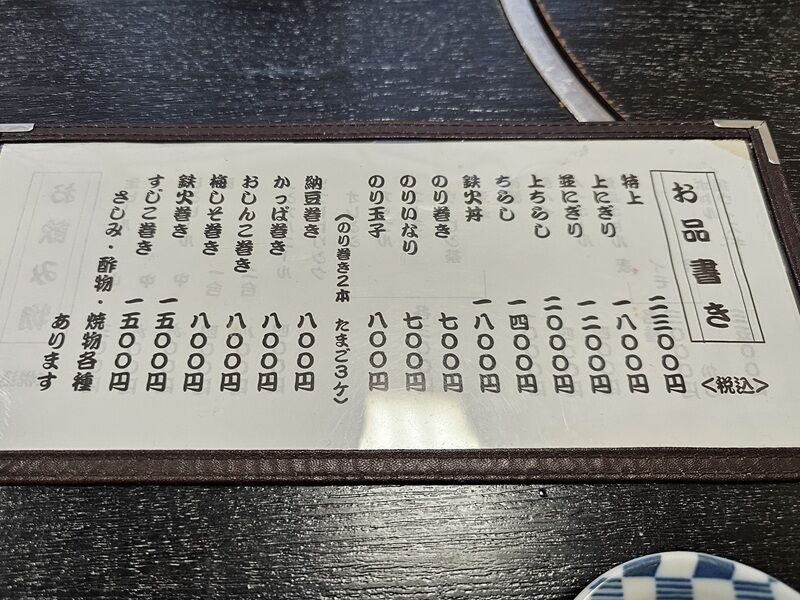 お品書き
<税込>
特上 二三〇〇円
上にぎり 一八〇〇円
並にぎり 一二〇〇円
上ちらし 二〇〇〇円
ちらし 一四〇〇円
鉄火丼 一八〇〇円
のり巻き 七〇〇円
のりいなり 七〇〇円
のり玉子 八〇〇円
(のり巻き2本 たまご3ケ)
納豆巻き 八〇〇円
かっぱ巻き 八〇〇円
おしんこ巻き 八〇〇円
梅しそ巻き 八〇〇円
鉄火巻き 一五〇〇円
すじこ巻き 一五〇〇円
さしみ・酢物・焼物各種
あります